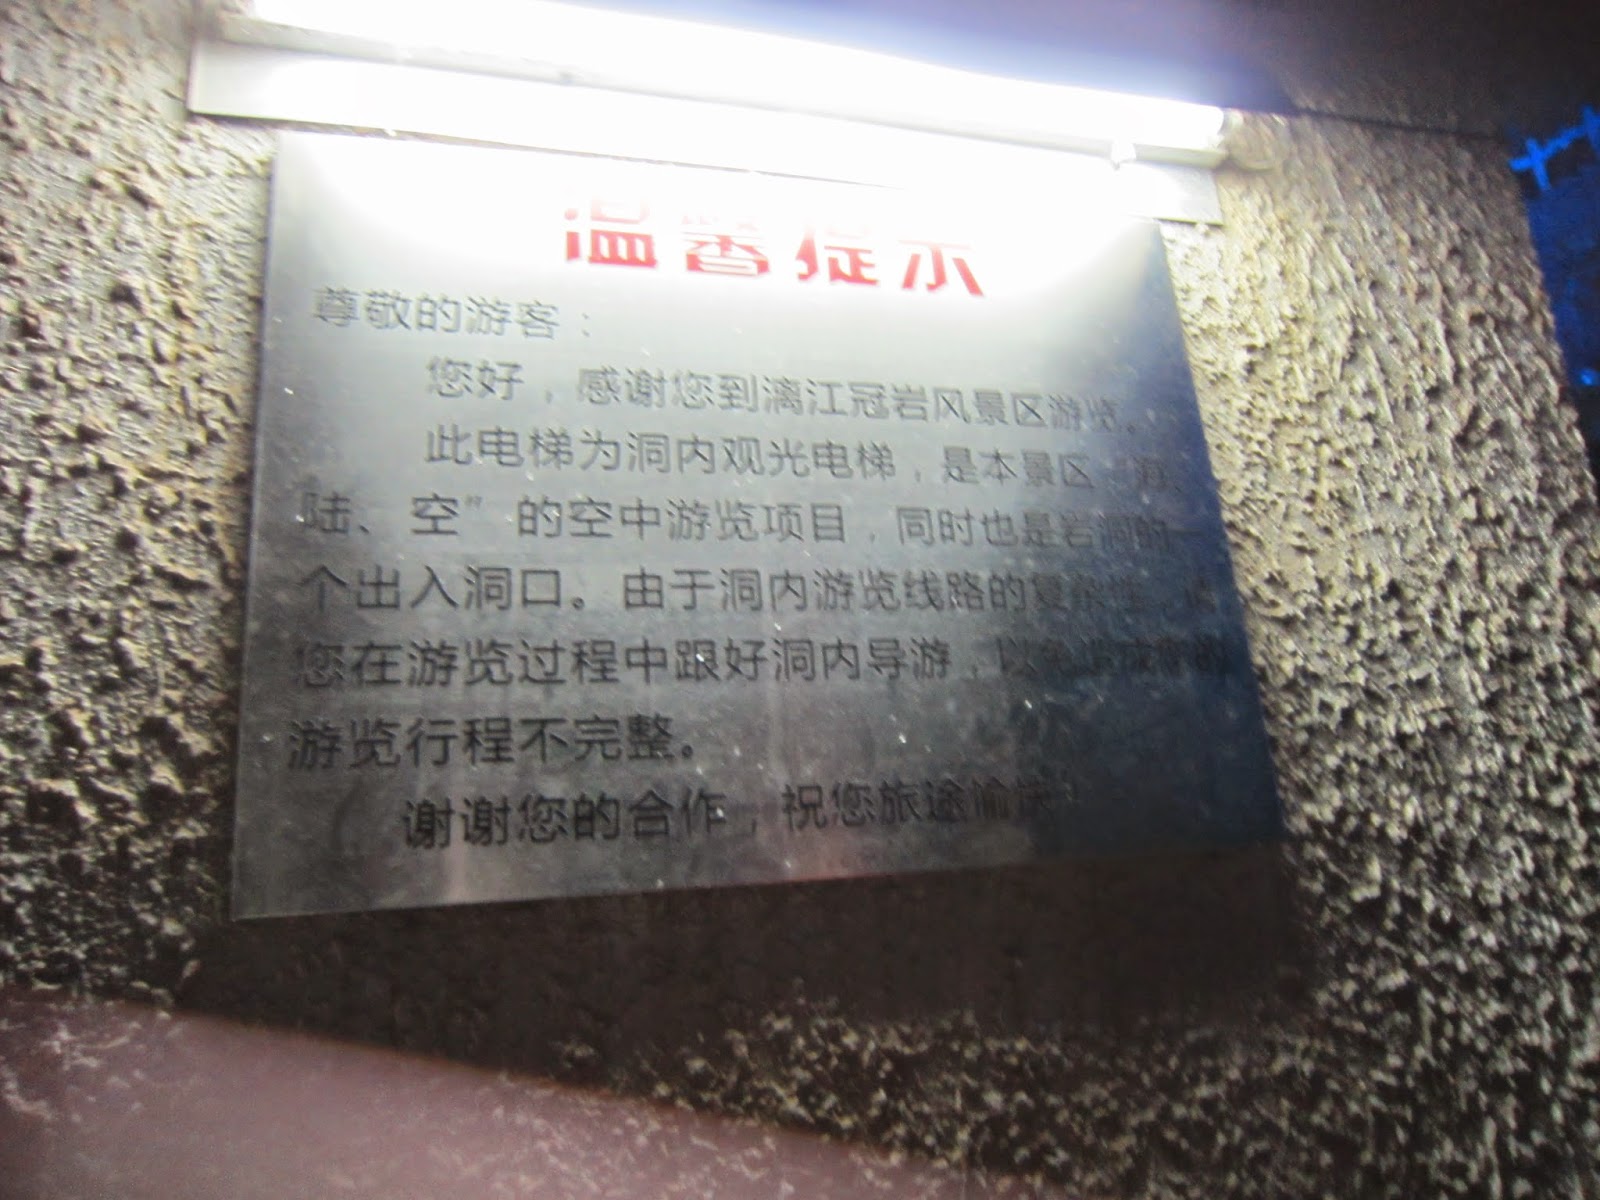 温馨提示
尊敬的游客：
您好，感谢您到漓江冠岩风景区游览。
此电梯为洞内观光电梯，是本景区
陆、空”的空中游览项目，同时也是岩洞的一
个出入洞口。由于洞内游览线路的复杂性，
您在游览过程中跟好洞内导游，以免造成您的
游览行程不完整。
谢谢您的合作，祝您旅途愉快！